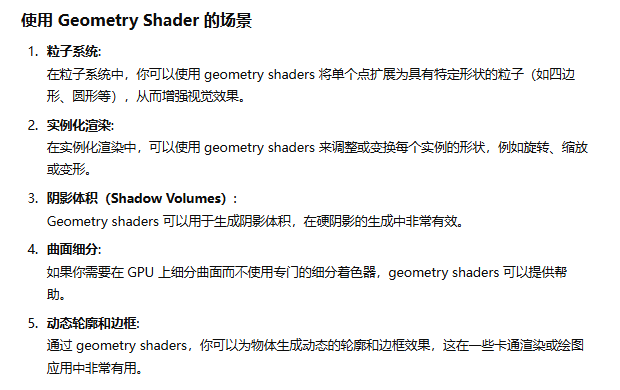 使用 Geometry Shader 的场景
1. 粒子系统:
在粒子系统中，你可以使用 geometry shaders 将单个点扩展为具有特定形状的粒子（如四边
形、圆形等），从而增强视觉效果。
2. 实例化渲染:
在实例化渲染中，可以使用 geometry shaders 来调整或变换每个实例的形状，例如旋转、缩放
或变形。
3. 阴影体积（Shadow Volumes）:
Geometry shaders 可以用于生成阴影体积，在硬阴影的生成中非常有效。
4. 曲面细分:
如果你需要在 GPU 上细分曲面而不使用专门的细分着色器，geometry shaders 可以提供帮
助。
5. 动态轮廓和边框:
通过 geometry shaders，你可以为物体生成动态的轮廓和边框效果，这在一些卡通渲染或绘图
应用中非常有用。